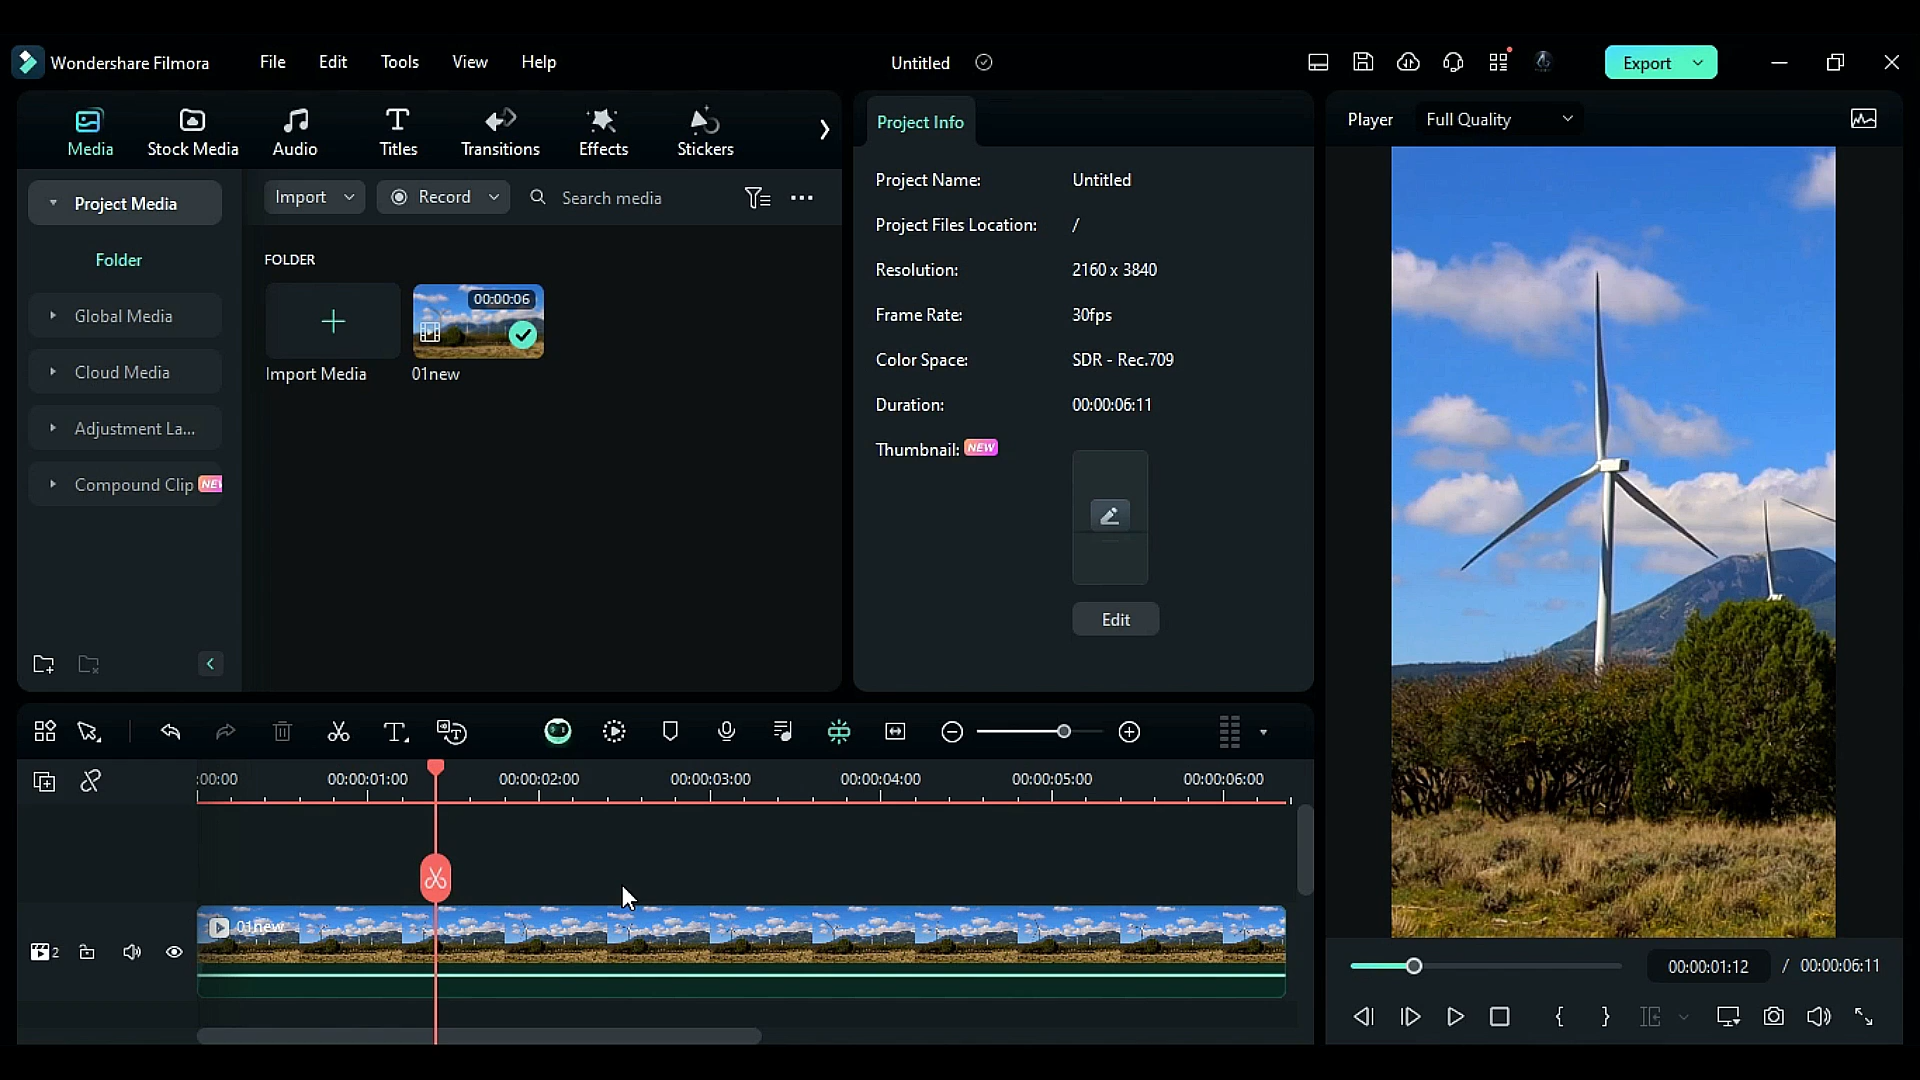 Wondershare Filmora
File
Edit
Tools
View
Help
Untitled
Export
Media
Stock Media
Audio
Titles
Transitions
Effects
Stickers
Project Media
Folder
Global Media
Cloud Media
Adjustment La...
Compound Clip
Import
Record
Search media
FOLDER
00:00:06
Import Media
01new
Project Info
Project Name: Untitled
Project Files Location: /
Resolution: 2160 x 3840
Frame Rate: 30fps
Color Space: SDR - Rec.709
Duration: 00:00:06:11
Thumbnail: NEW
Edit
Player
Full Quality
00:00:01:12 / 00:00:06:11
:00:00 00:00:01:00 00:00:02:00 00:00:03:00 00:00:04:00 00:00:05:00 00:00:06:00
01new
2